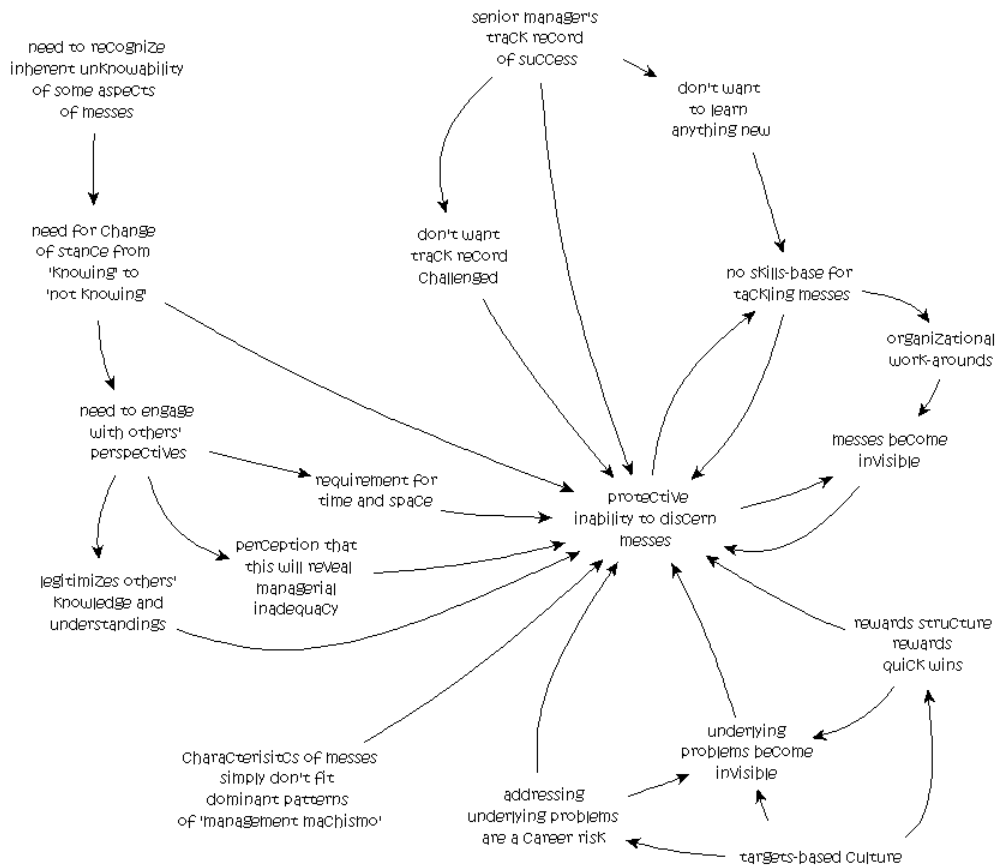 senior manager's
track record
of success
need to recognize
inherent unknowability
of some aspects
of messes
don't want
to learn
anything new
need for change
of stance from
'knowing' to
'not knowing'
don't want
track record
challenged
no skills-base for
tackling messes
organizational
work-arounds
need to engage
with others'
perspectives
messes become
invisible
requirement for
time and space
protective
inability to discern
messes
perception that
this will reveal
managerial
inadequacy
legitimizes others'
knowledge and
understandings
rewards structure
rewards
quick wins
underlying
problems become
invisible
characterisitcs of messes
simply don't fit
dominant patterns
of 'management machismo'
addressing
underlying problems
are a career risk
targets-based culture